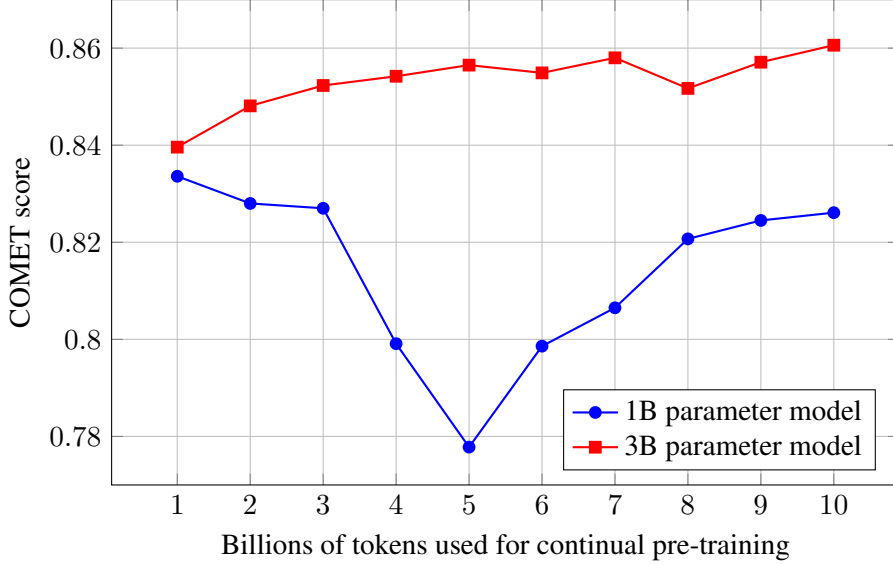 0.86
0.84
0.82
0.8
0.78
COMET score
1B parameter model
3B parameter model
1 2 3 4 5 6 7 8 9 10
Billions of tokens used for continual pre-training